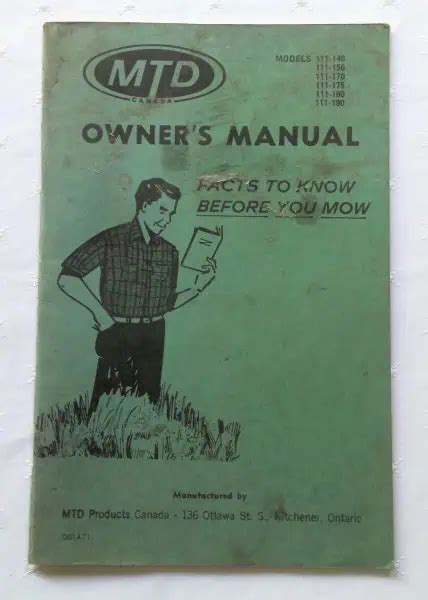 MTD
CANADA
MODELS 111-140
111-150
111-170
111-175
111-180
111-190
OWNER'S MANUAL
FACTS TO KNOW
BEFORE YOU MOW
Manufactured by
MTD Products Canada - 136 Ottawa St. S., Kitchener, Ontario